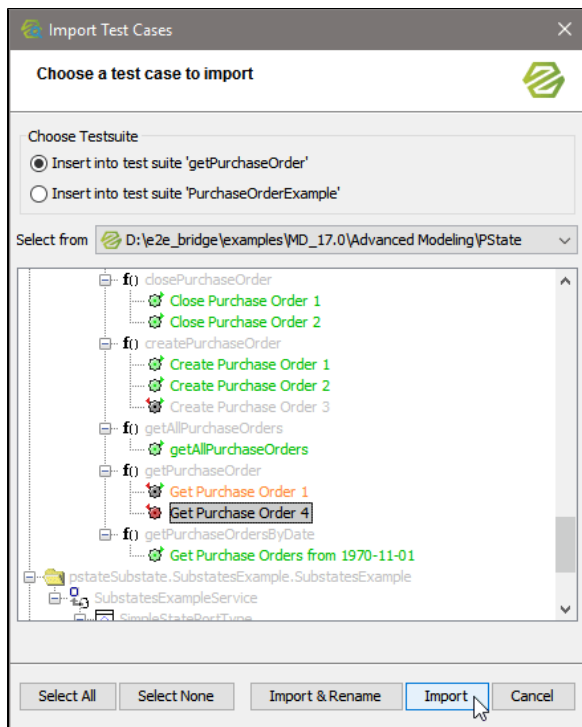 Import Test Cases
Choose a test case to import
Choose Testsuite
Insert into test suite 'getPurchaseOrder'
Insert into test suite 'PurchaseOrderExample'
Select from D:\e2e_bridge\examples\MD_17.0\Advanced Modeling\PState
f() closePurchaseOrder
Close Purchase Order 1
Close Purchase Order 2
f() createPurchaseOrder
Create Purchase Order 1
Create Purchase Order 2
Create Purchase Order 3
f() getAllPurchaseOrders
getAllPurchaseOrders
f() getPurchaseOrder
Get Purchase Order 1
Get Purchase Order 4
f() getPurchaseOrdersByDate
Get Purchase Orders from 1970-11-01
pstateSubstate.SubstatesExample.SubstatesExample
SubstatesExampleService
SimpleStatePortType
Select All Select None Import & Rename Import Cancel